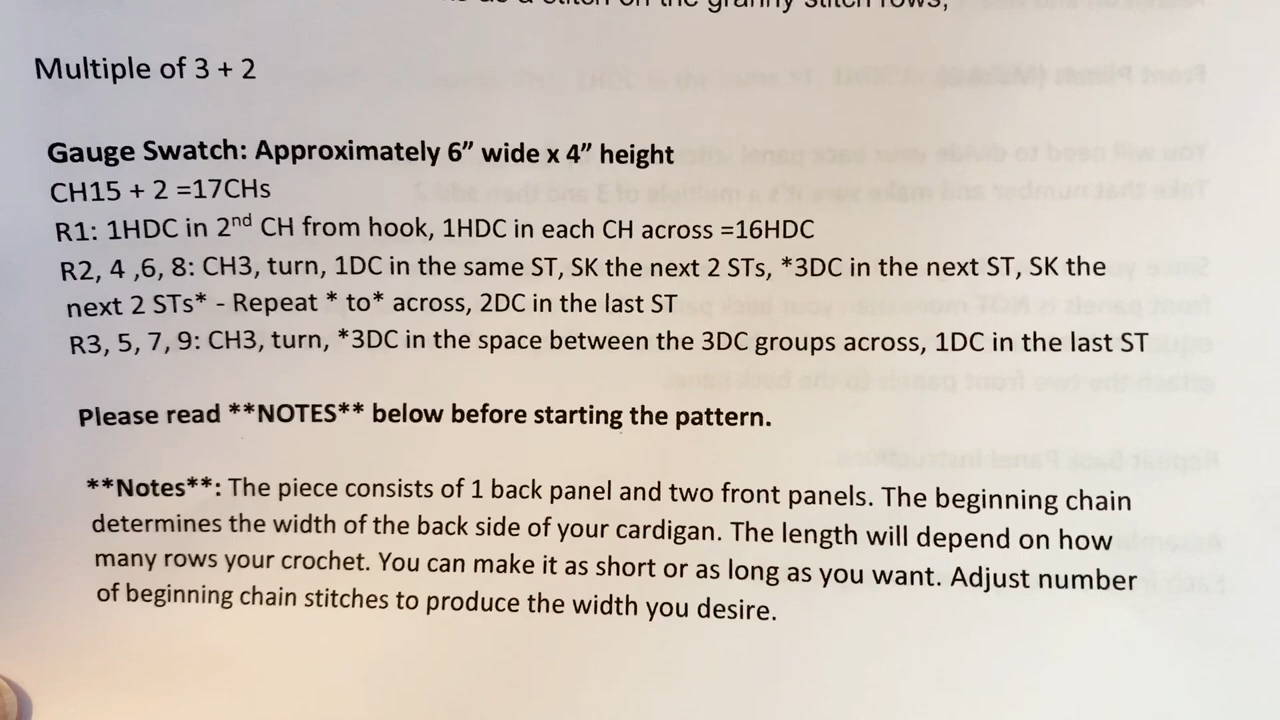 stitch on the granny stitch rows,
Multiple of 3 + 2
Gauge Swatch: Approximately 6” wide x 4” height
CH15 + 2 =17CHs
R1: 1HDC in 2nd CH from hook, 1HDC in each CH across =16HDC
R2, 4 ,6, 8: CH3, turn, 1DC in the same ST, SK the next 2 STs, *3DC in the next ST, SK the
next 2 STs* - Repeat * to* across, 2DC in the last ST
R3, 5, 7, 9: CH3, turn, *3DC in the space between the 3DC groups across, 1DC in the last ST
Please read **NOTES** below before starting the pattern.
**Notes**: The piece consists of 1 back panel and two front panels. The beginning chain
determines the width of the back side of your cardigan. The length will depend on how
many rows your crochet. You can make it as short or as long as you want. Adjust number
of beginning chain stitches to produce the width you desire.